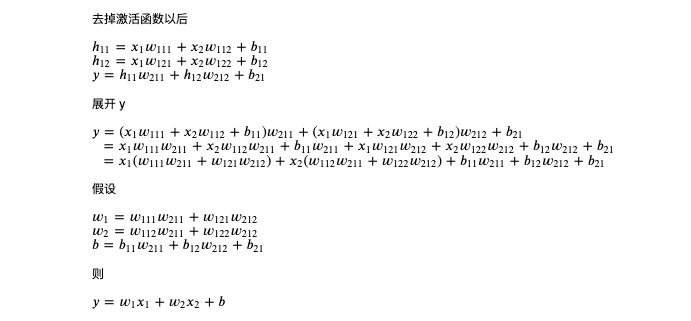 去掉激活函数以后
h₁₁ = x₁w₁₁₁ + x₂w₁₁₂ + b₁₁
h₁₂ = x₁w₁₂₁ + x₂w₁₂₂ + b₁₂
y = h₁₁w₂₁₁ + h₁₂w₂₁₂ + b₂₁
展开 y
y = (x₁w₁₁₁ + x₂w₁₁₂ + b₁₁)w₂₁₁ + (x₁w₁₂₁ + x₂w₁₂₂ + b₁₂)w₂₁₂ + b₂₁
= x₁w₁₁₁w₂₁₁ + x₂w₁₁₂w₂₁₁ + b₁₁w₂₁₁ + x₁w₁₂₁w₂₁₂ + x₂w₁₂₂w₂₁₂ + b₁₂w₂₁₂ + b₂₁
= x₁(w₁₁₁w₂₁₁ + w₁₂₁w₂₁₂) + x₂(w₁₁₂w₂₁₁ + w₁₂₂w₂₁₂) + b₁₁w₂₁₁ + b₁₂w₂₁₂ + b₂₁
假设
w₁ = w₁₁₁w₂₁₁ + w₁₂₁w₂₁₂
w₂ = w₁₁₂w₂₁₁ + w₁₂₂w₂₁₂
b = b₁₁w₂₁₁ + b₁₂w₂₁₂ + b₂₁
则
y = w₁x₁ + w₂x₂ + b